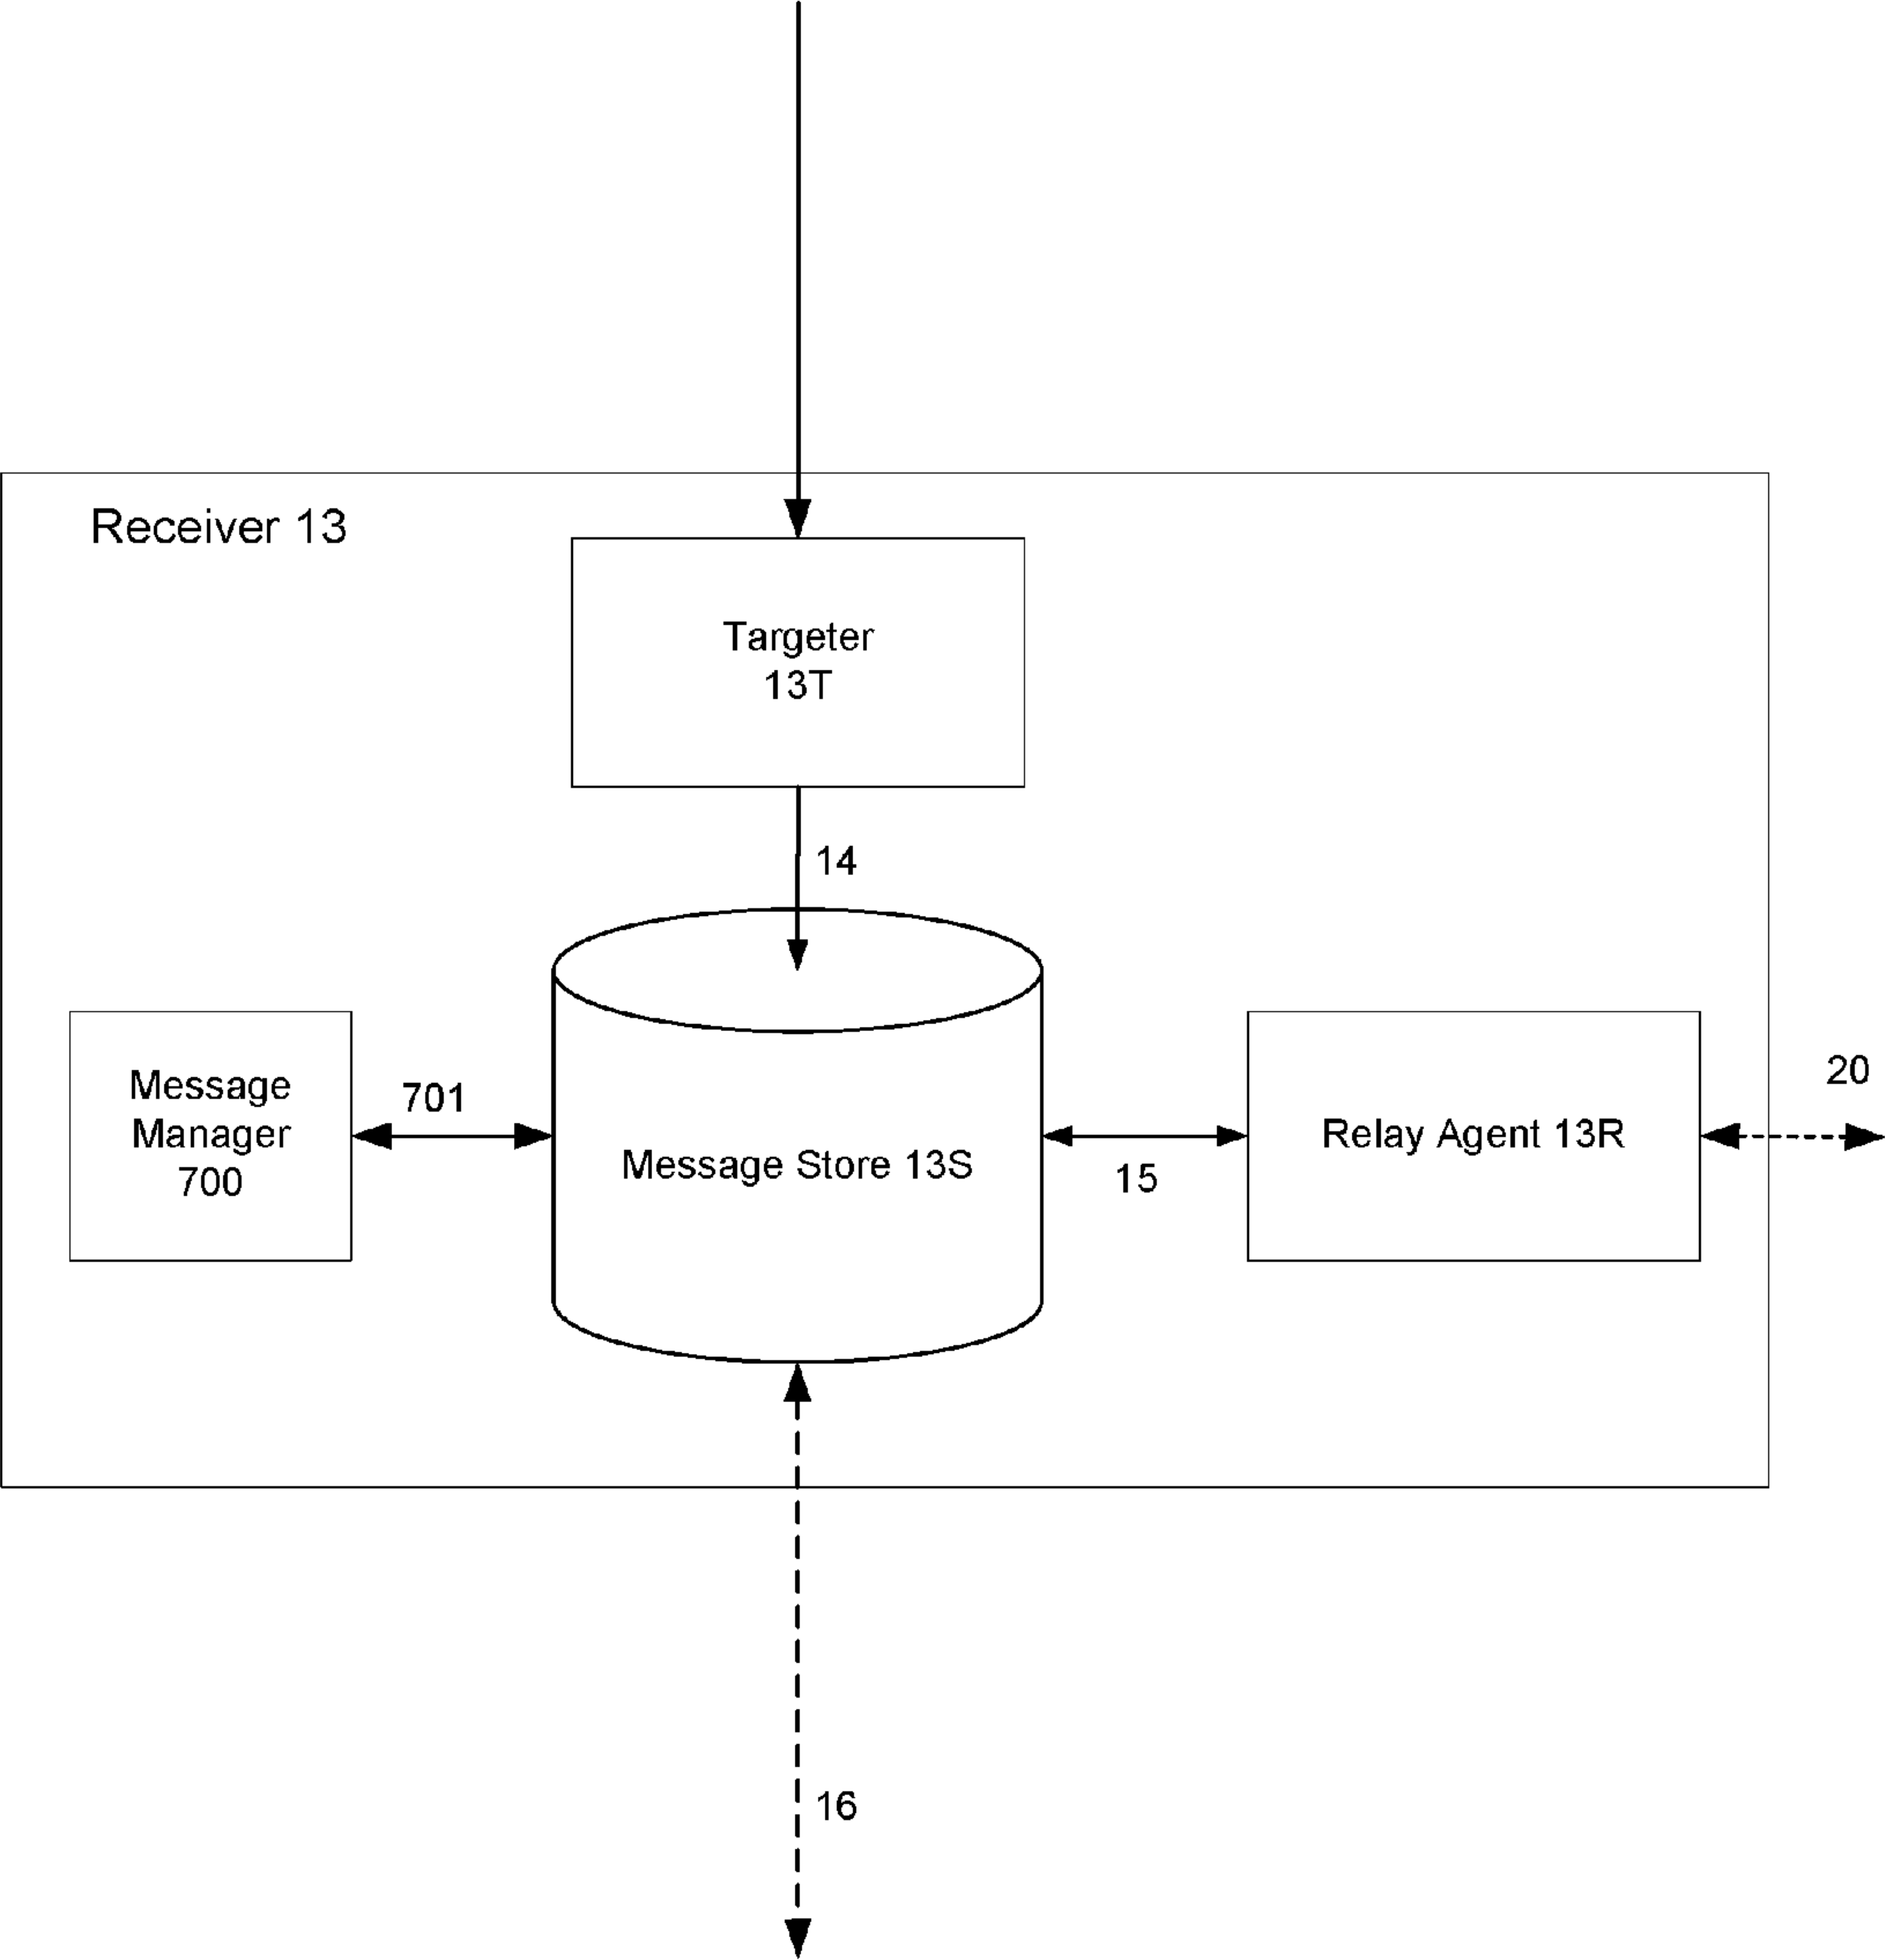 Receiver 13
Targeter
13T
14
Message
Manager
700
701
Message Store 13S
15
Relay Agent 13R
20
16